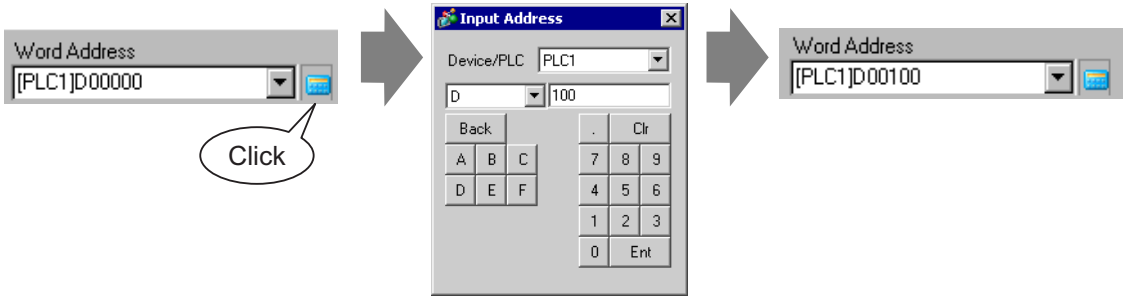 Word Address
[PLC1]D00000
Click
Input Address
Device/PLC PLC1
D 100
Back . Clr
A B C 7 8 9
D E F 4 5 6
1 2 3
0 Ent
Word Address
[PLC1]D00100